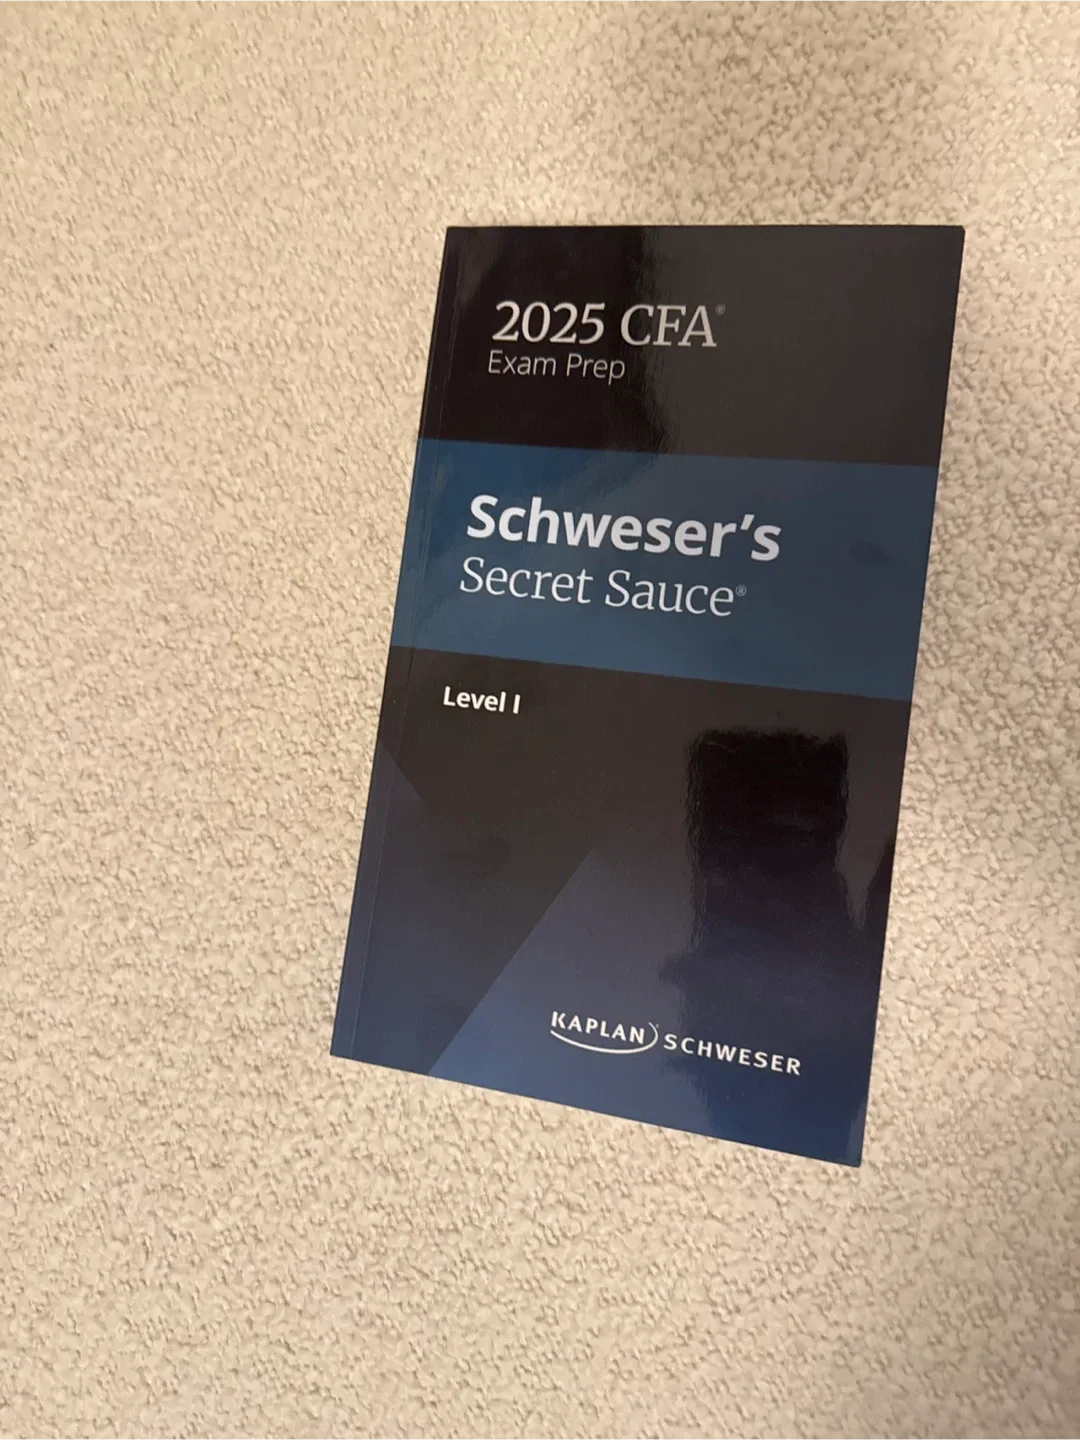 2025 CFA®
Exam Prep
Schweser's
Secret Sauce®
Level I
KAPLAN SCHWESER